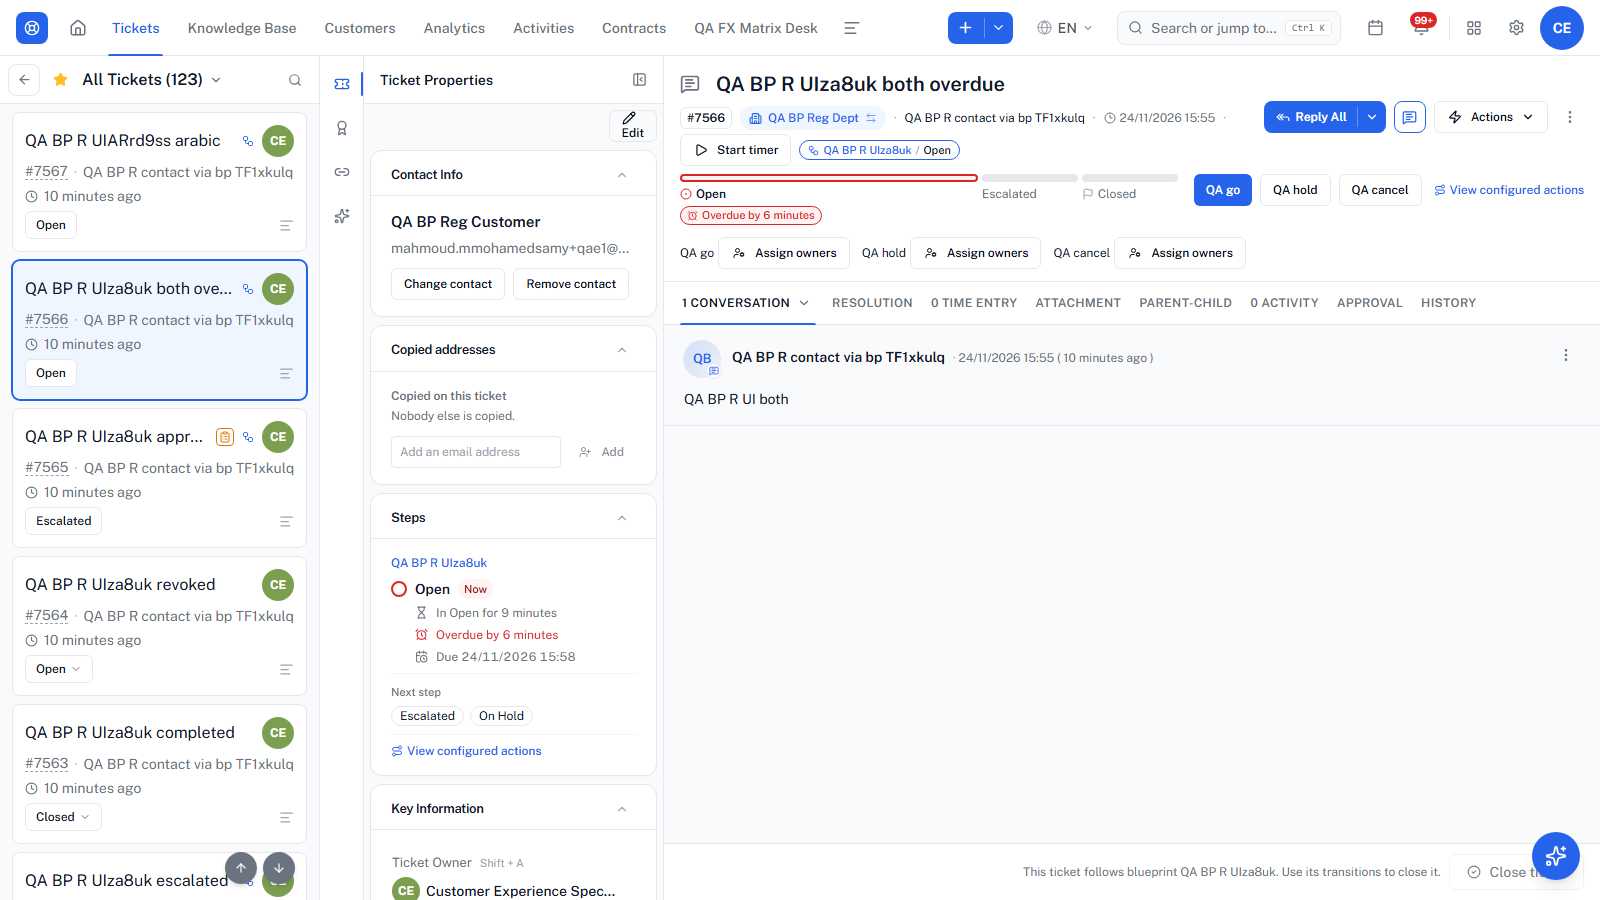 Tickets
Knowledge Base
Customers
Analytics
Activities
Contracts
QA FX Matrix Desk
EN
Search or jump to...
Ctrl K
99+
CE
All Tickets (123)
QA BP R UIARrd9ss arabic
CE
#7567 · QA BP R contact via bp TF1xkulq
10 minutes ago
Open
QA BP R UIza8uk both ove...
CE
#7566 · QA BP R contact via bp TF1xkulq
10 minutes ago
Open
QA BP R UIza8uk appr...
CE
#7565 · QA BP R contact via bp TF1xkulq
10 minutes ago
Escalated
QA BP R UIza8uk revoked
CE
#7564 · QA BP R contact via bp TF1xkulq
10 minutes ago
Open
QA BP R UIza8uk completed
CE
#7563 · QA BP R contact via bp TF1xkulq
10 minutes ago
Closed
QA BP R UIza8uk escalated
Ticket Properties
Edit
Contact Info
QA BP Reg Customer
mahmoud.mmohamedsamy+qae1@...
Change contact
Remove contact
Copied addresses
Copied on this ticket
Nobody else is copied.
Add an email address
Add
Steps
QA BP R UIza8uk
Open Now
In Open for 9 minutes
Overdue by 6 minutes
Due 24/11/2026 15:58
Next step
Escalated
On Hold
View configured actions
Key Information
Ticket Owner Shift + A
CE Customer Experience Spec...
QA BP R UIza8uk both overdue
#7566
QA BP Reg Dept
· QA BP R contact via bp TF1xkulq · 24/11/2026 15:55 ·
Reply All
Actions
Start timer
QA BP R UIza8uk / Open
Open
Escalated
Closed
Overdue by 6 minutes
QA go
QA hold
QA cancel
View configured actions
QA go Assign owners
QA hold Assign owners
QA cancel Assign owners
1 CONVERSATION
RESOLUTION
0 TIME ENTRY
ATTACHMENT
PARENT-CHILD
0 ACTIVITY
APPROVAL
HISTORY
QB
QA BP R contact via bp TF1xkulq · 24/11/2026 15:55 ( 10 minutes ago )
QA BP R UI both
This ticket follows blueprint QA BP R UIza8uk. Use its transitions to close it.
Close